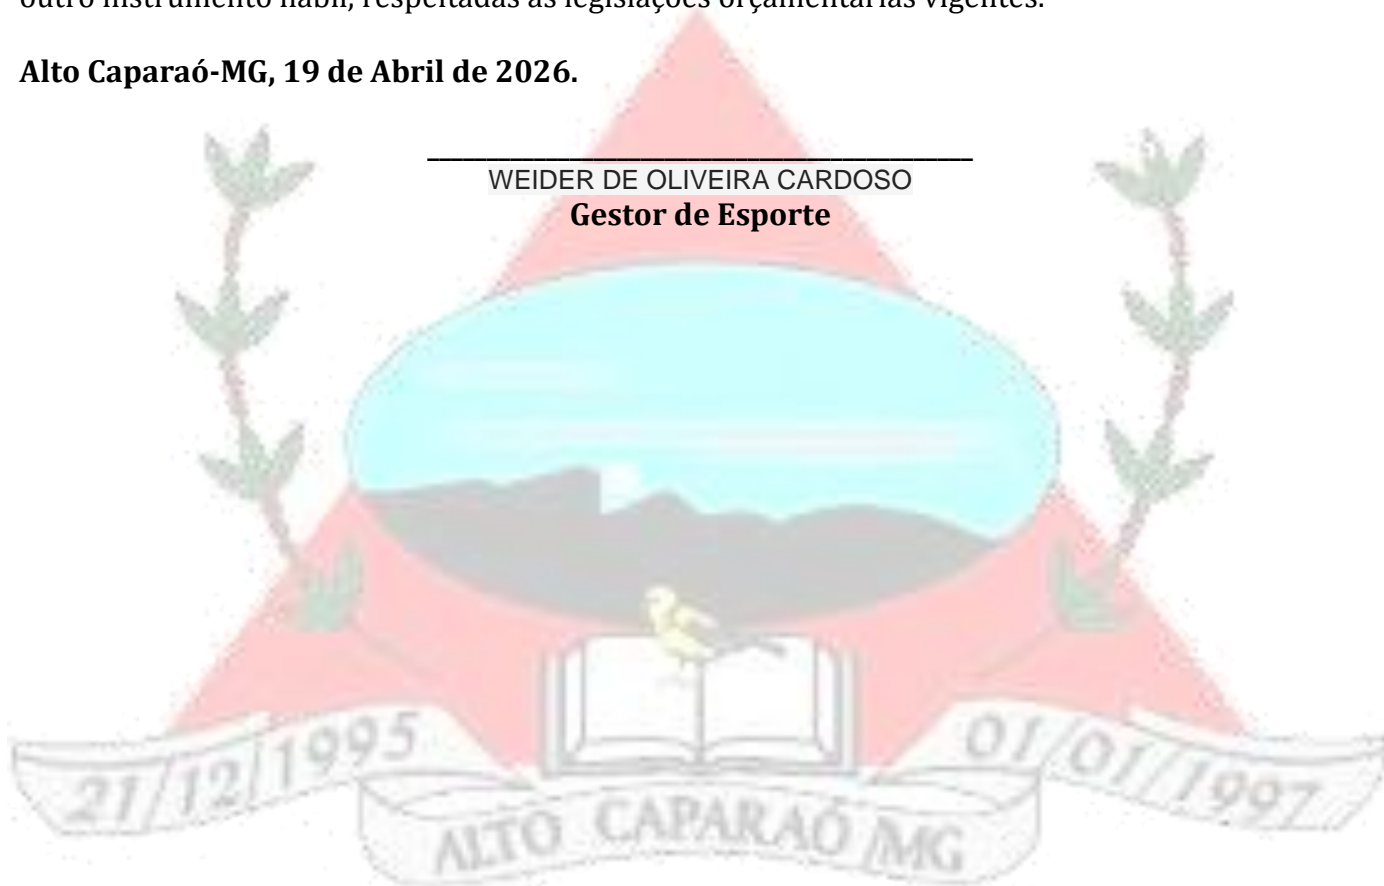 outro instrumento hábil, respeitadas as legislações orçamentárias vigentes.
Alto Caparaó-MG, 19 de Abril de 2026.
WEIDER DE OLIVEIRA CARDOSO
Gestor de Esporte
21/12/1995
01/01/1997
ALTO CAPARAÓ/MG